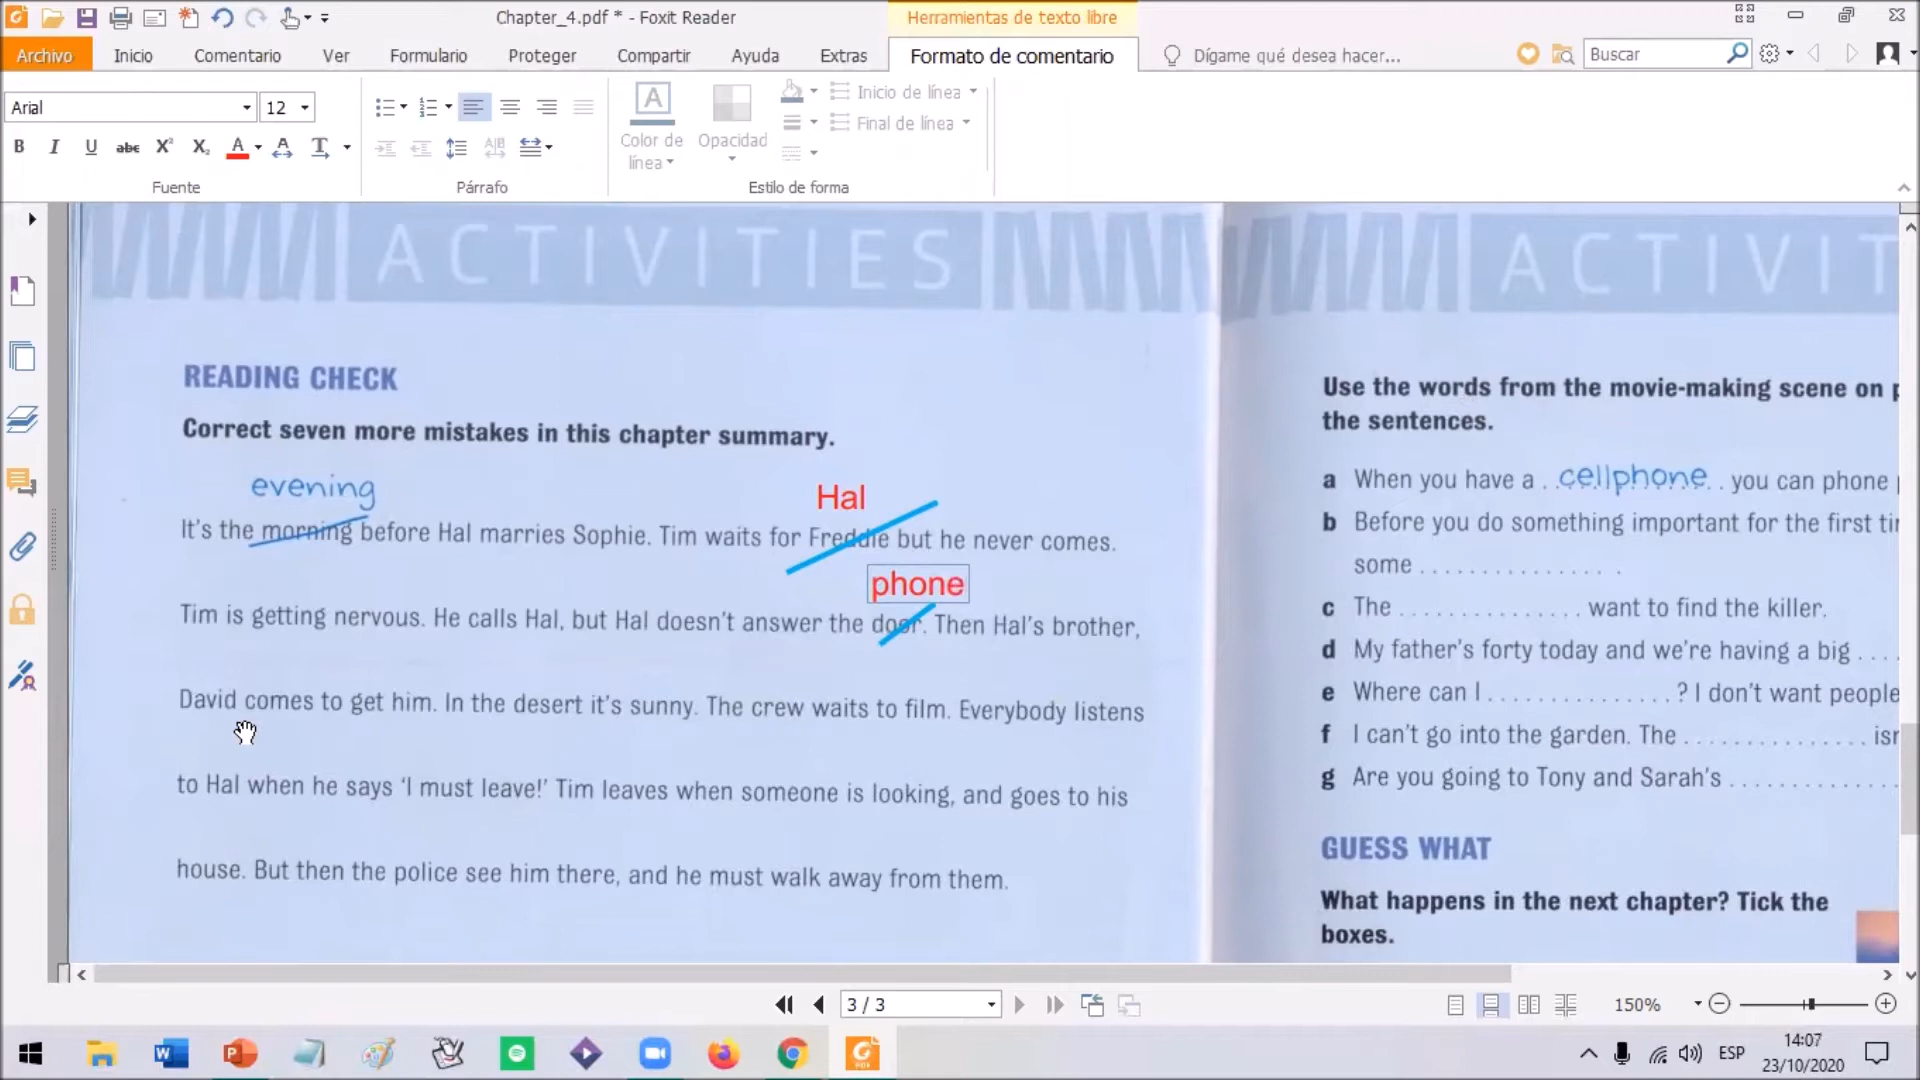 Chapter_4.pdf * - Foxit Reader
Herramientas de texto libre
Archivo
Inicio
Comentario
Ver
Formulario
Proteger
Compartir
Ayuda
Extras
Formato de comentario
Dígame qué desea hacer...
Buscar
Arial
12
Color de
línea
Opacidad
Inicio de línea
Final de línea
Fuente
Párrafo
Estilo de forma
ACTIVITIES
READING CHECK
Correct seven more mistakes in this chapter summary.
evening
Hal
It's the morning before Hal marries Sophie. Tim waits for Freddie but he never comes.
phone
Tim is getting nervous. He calls Hal, but Hal doesn't answer the door. Then Hal's brother,
David comes to get him. In the desert it's sunny. The crew waits to film. Everybody listens
to Hal when he says 'I must leave!' Tim leaves when someone is looking, and goes to his
house. But then the police see him there, and he must walk away from them.
ACTIVIT
Use the words from the movie-making scene on
the sentences.
a When you have a . .cellphone. . you can phone
b Before you do something important for the first
some . . . . . . . . . . . . . . . .
c The . . . . . . . . . . . . . . . want to find the killer.
d My father's forty today and we're having a big . . . .
e Where can I . . . . . . . . . . . . . . . ? I don't want people
f I can't go into the garden. The . . . . . . . . . . . . . . .
g Are you going to Tony and Sarah's . . . . . . . . . . . . . .
GUESS WHAT
What happens in the next chapter? Tick the
boxes.
3 / 3
150%
ESP
14:07
23/10/2020